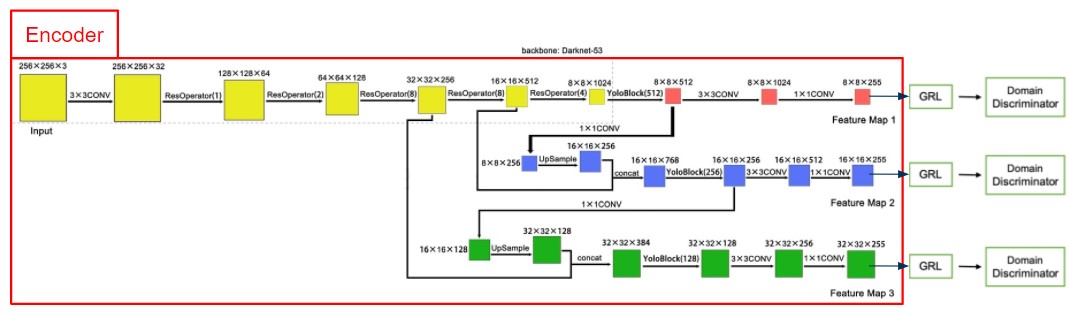 Encoder
backbone: Darknet-53
256×256×3
256×256×32
128×128×64
64×64×128
32×32×256
16×16×512
8×8×1024
8×8×512
8×8×1024
8×8×255
3×3CONV
ResOperator(1)
ResOperator(2)
ResOperator(8)
ResOperator(8)
ResOperator(4)
YoloBlock(512)
3×3CONV
1×1CONV
GRL
Domain
Discriminator
Input
Feature Map 1
1×1CONV
8×8×256
UpSample
16×16×256
concat
16×16×768
YoloBlock(256)
16×16×256
3×3CONV
16×16×512
1×1CONV
16×16×255
GRL
Domain
Discriminator
Feature Map 2
1×1CONV
16×16×128
UpSample
32×32×128
concat
32×32×384
YoloBlock(128)
32×32×128
3×3CONV
32×32×256
1×1CONV
32×32×255
GRL
Domain
Discriminator
Feature Map 3